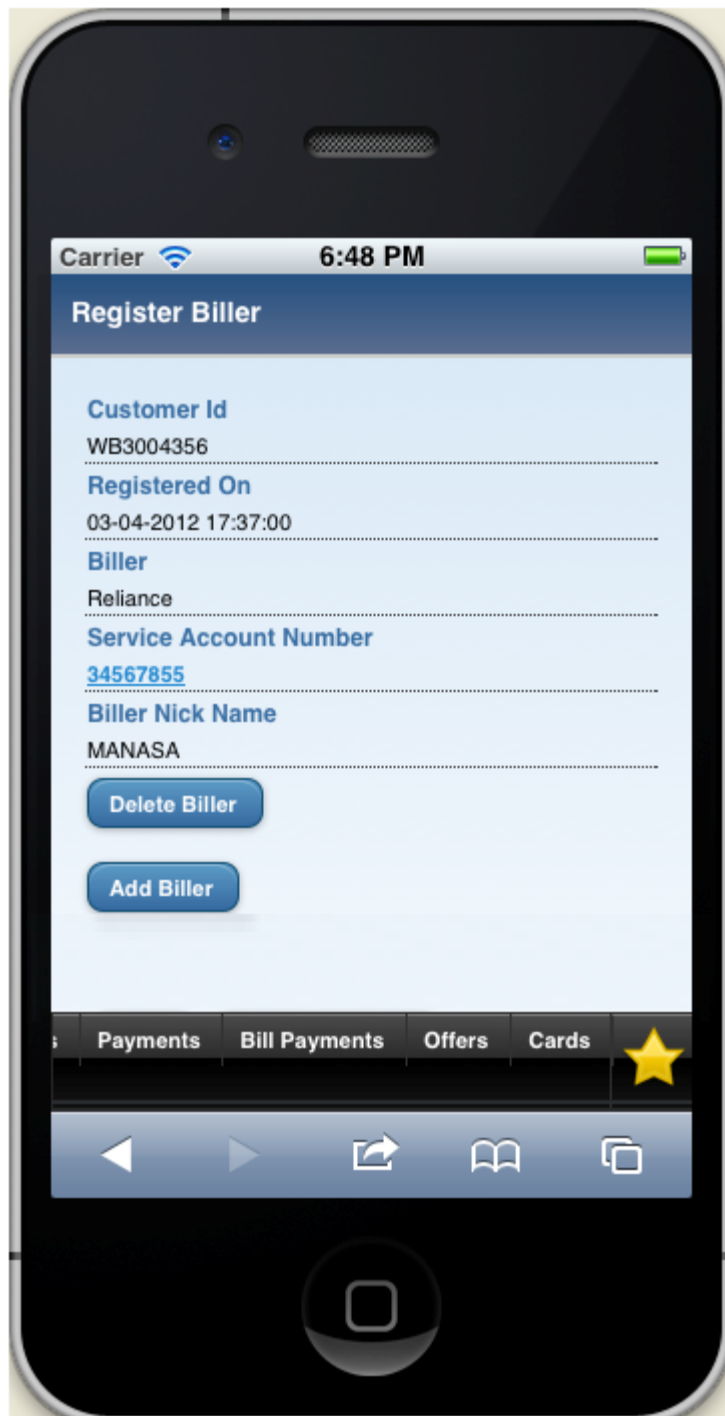 Carrier 6:48 PM
Register Biller
Customer Id
WB3004356
Registered On
03-04-2012 17:37:00
Biller
Reliance
Service Account Number
34567855
Biller Nick Name
MANASA
Delete Biller
Add Biller
s Payments Bill Payments Offers Cards